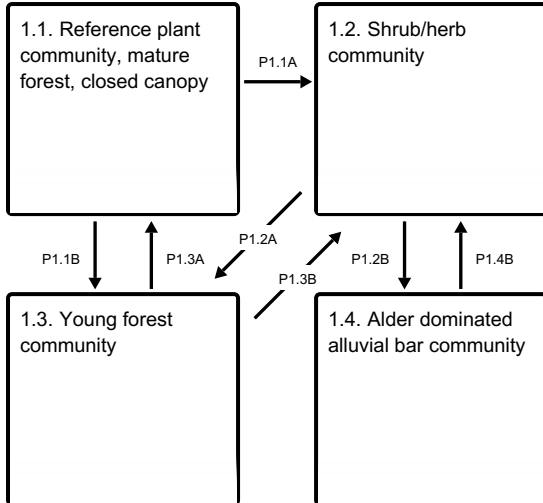 1.1. Reference plant
community, mature
forest, closed canopy
P1.1A
1.2. Shrub/herb
community
P1.1B
P1.3A
P1.2A
P1.3B
P1.2B
P1.4B
1.3. Young forest
community
1.4. Alder dominated
alluvial bar community